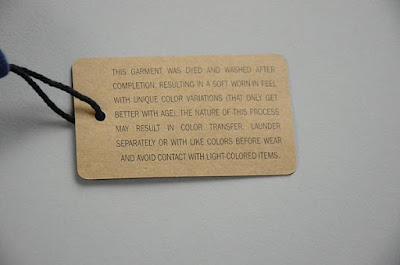 THIS GARMENT WAS DYED AND WASHED AFTER
COMPLETION, RESULTING IN A SOFT WORN IN FEEL
WITH UNIQUE COLOR VARIATIONS (THAT ONLY GET
BETTER WITH AGE). THE NATURE OF THIS PROCESS
MAY RESULT IN COLOR TRANSFER. LAUNDER
SEPARATELY OR WITH LIKE COLORS BEFORE WEAR
AND AVOID CONTACT WITH LIGHT-COLORED ITEMS.